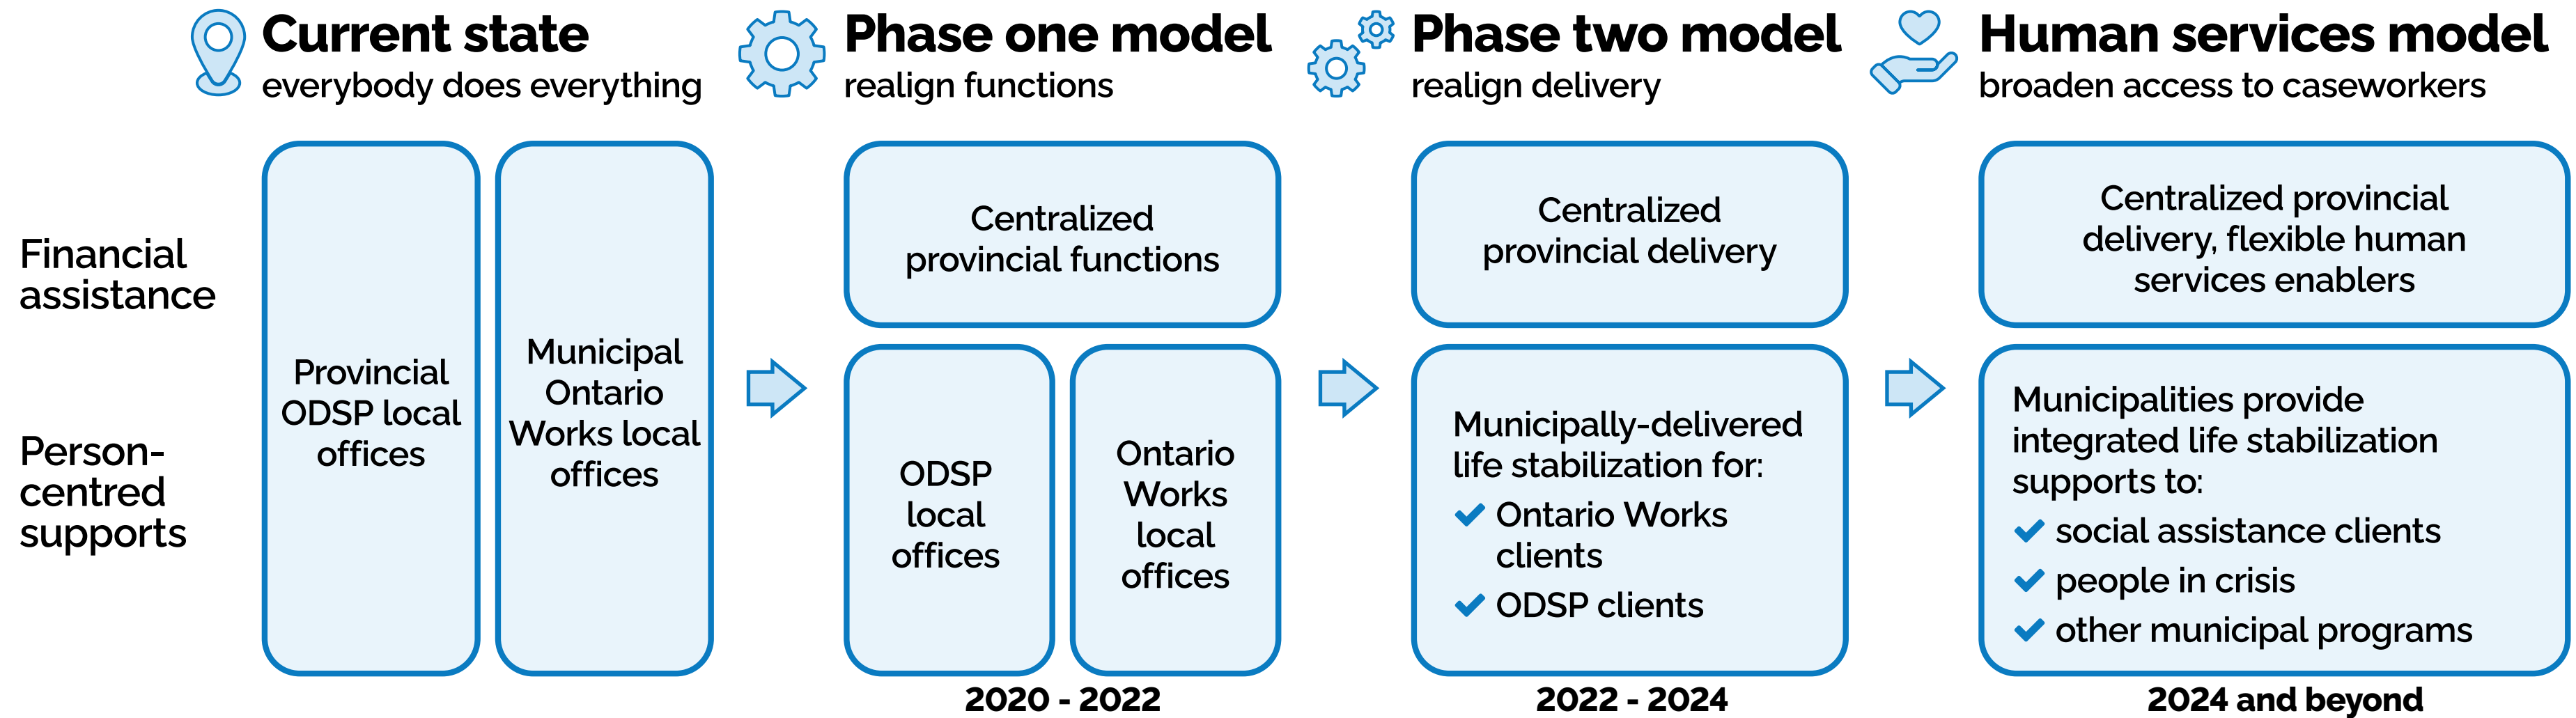 Current state
everybody does everything
Phase one model
realign functions
Phase two model
realign delivery
Human services model
broaden access to caseworkers
Financial
assistance
Person-
centred
supports
Provincial
ODSP local
offices
Municipal
Ontario
Works local
offices
Centralized
provincial functions
ODSP
local
offices
Ontario
Works
local
offices
2020 - 2022
Centralized
provincial delivery
Municipally-delivered
life stabilization for:
Ontario Works
clients
ODSP clients
2022 - 2024
Centralized provincial
delivery, flexible human
services enablers
Municipalities provide
integrated life stabilization
supports to:
social assistance clients
people in crisis
other municipal programs
2024 and beyond